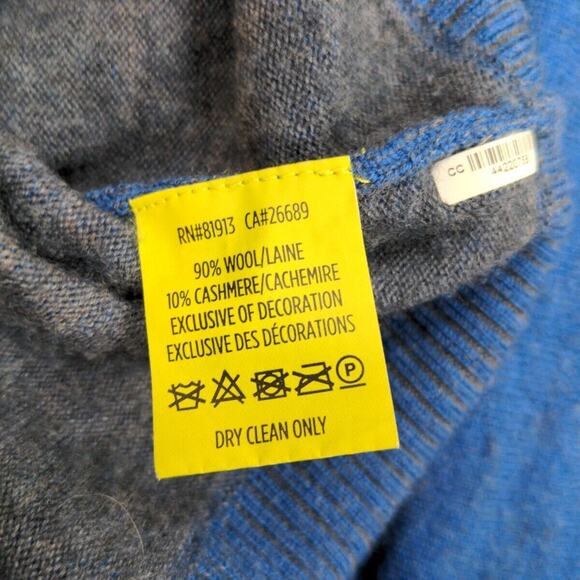 RN#81913 CA#26689
90% WOOL/LAINE
10% CASHMERE/CACHEMIRE
EXCLUSIVE OF DECORATION
EXCLUSIVE DES DÉCORATIONS
P
DRY CLEAN ONLY
CC